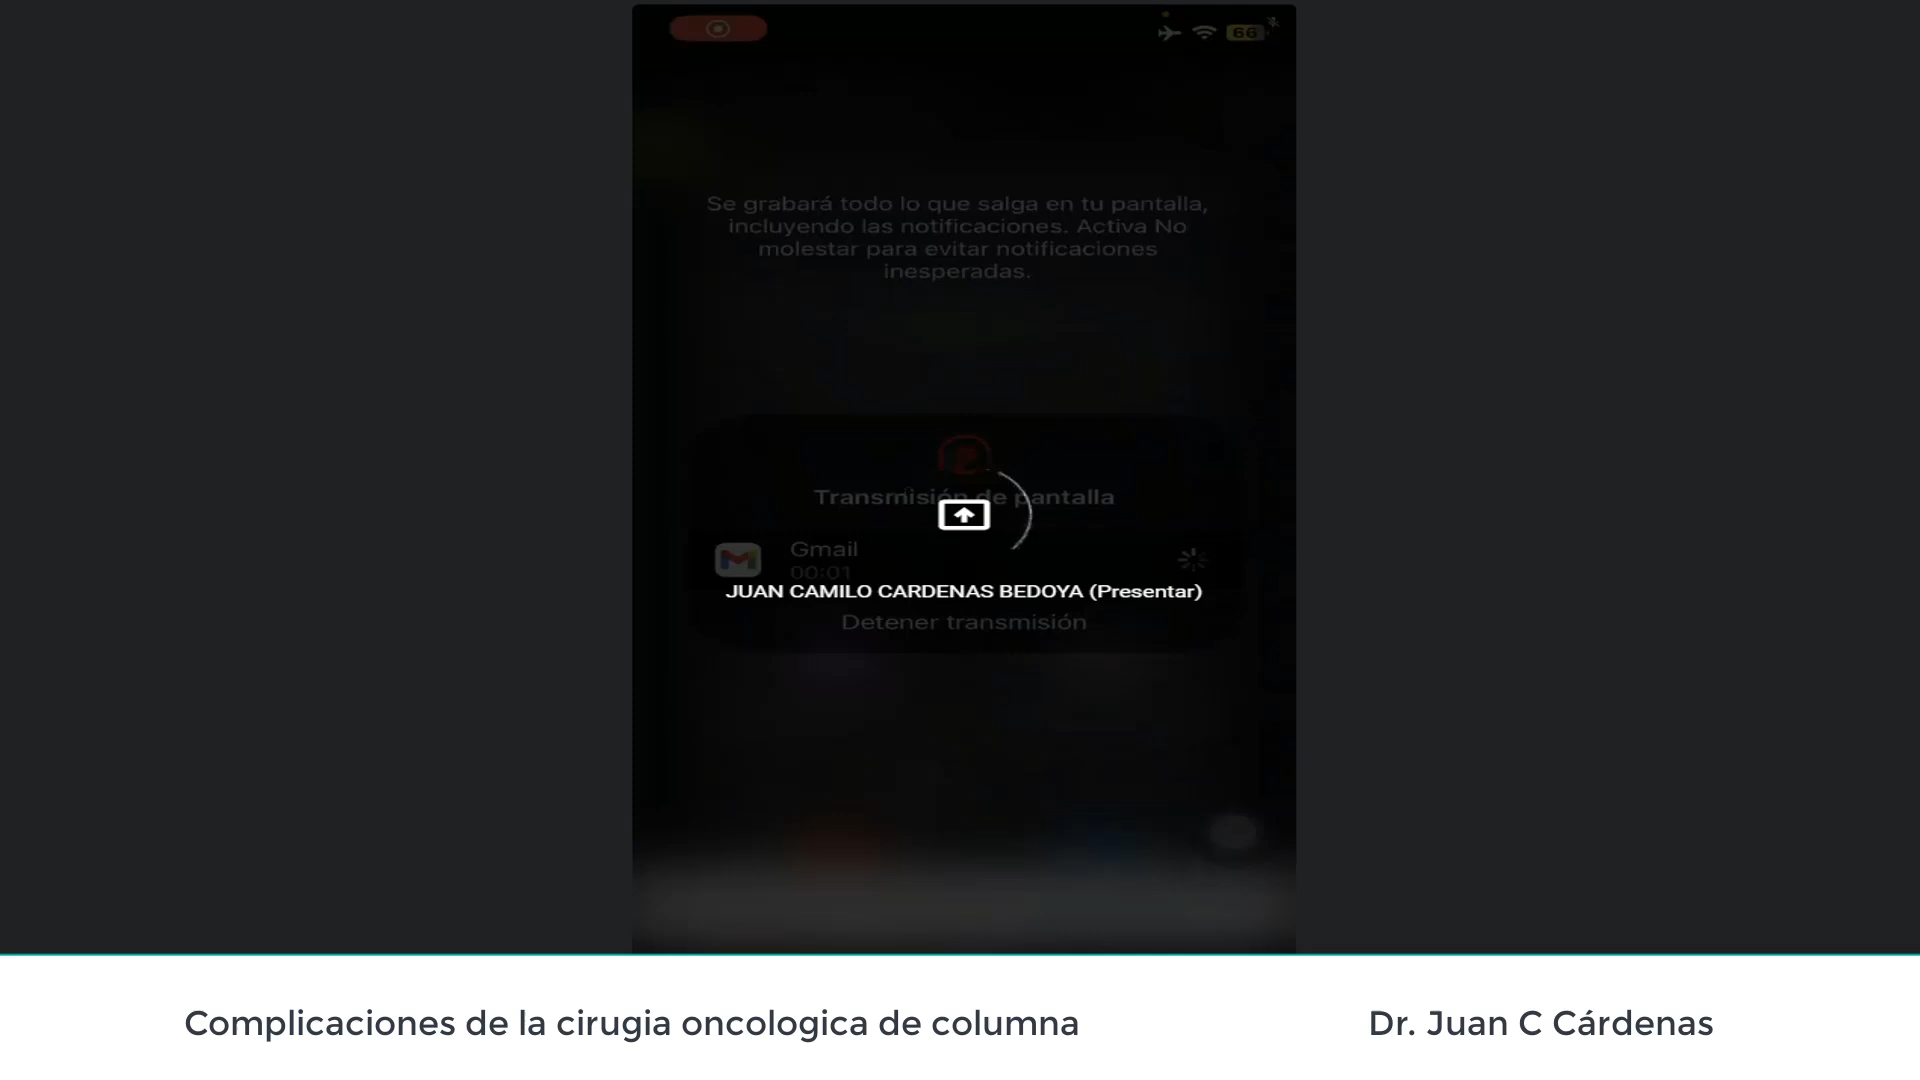 66
Se grabará todo lo que salga en tu pantalla,
incluyendo las notificaciones. Activa No
molestar para evitar notificaciones
inesperadas.
Transmisión de pantalla
Gmail
00:01
JUAN CAMILO CARDENAS BEDOYA (Presentar)
Detener transmisión
Complicaciones de la cirugia oncologica de columna
Dr. Juan C Cárdenas